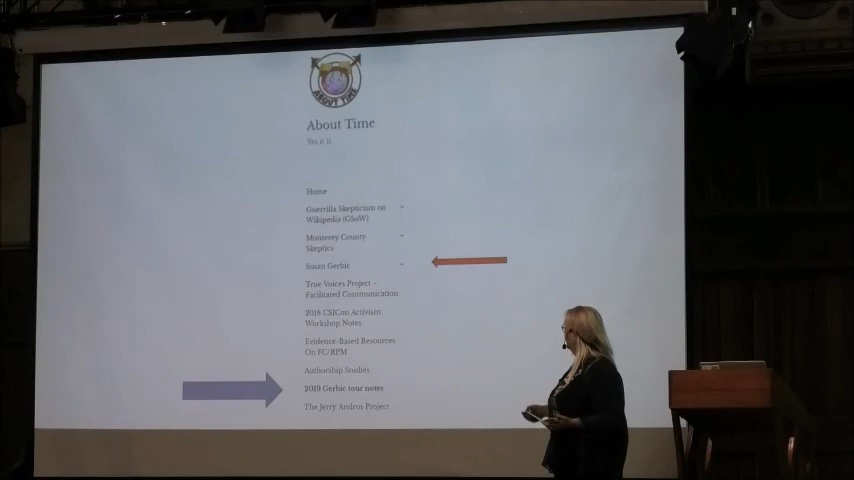 ABOUT TIME
About Time
Yes it is
Home
Guerrilla Skepticism on
Wikipedia (GSoW)
Monterey County
Skeptics
Susan Gerbic
True Voices Project –
Facilitated Communication
2018 CSICon Activism
Workshop Notes
Evidence-Based Resources
On FC/RPM
Authorship Studies
2019 Gerbic tour notes
The Jerry Andrus Project